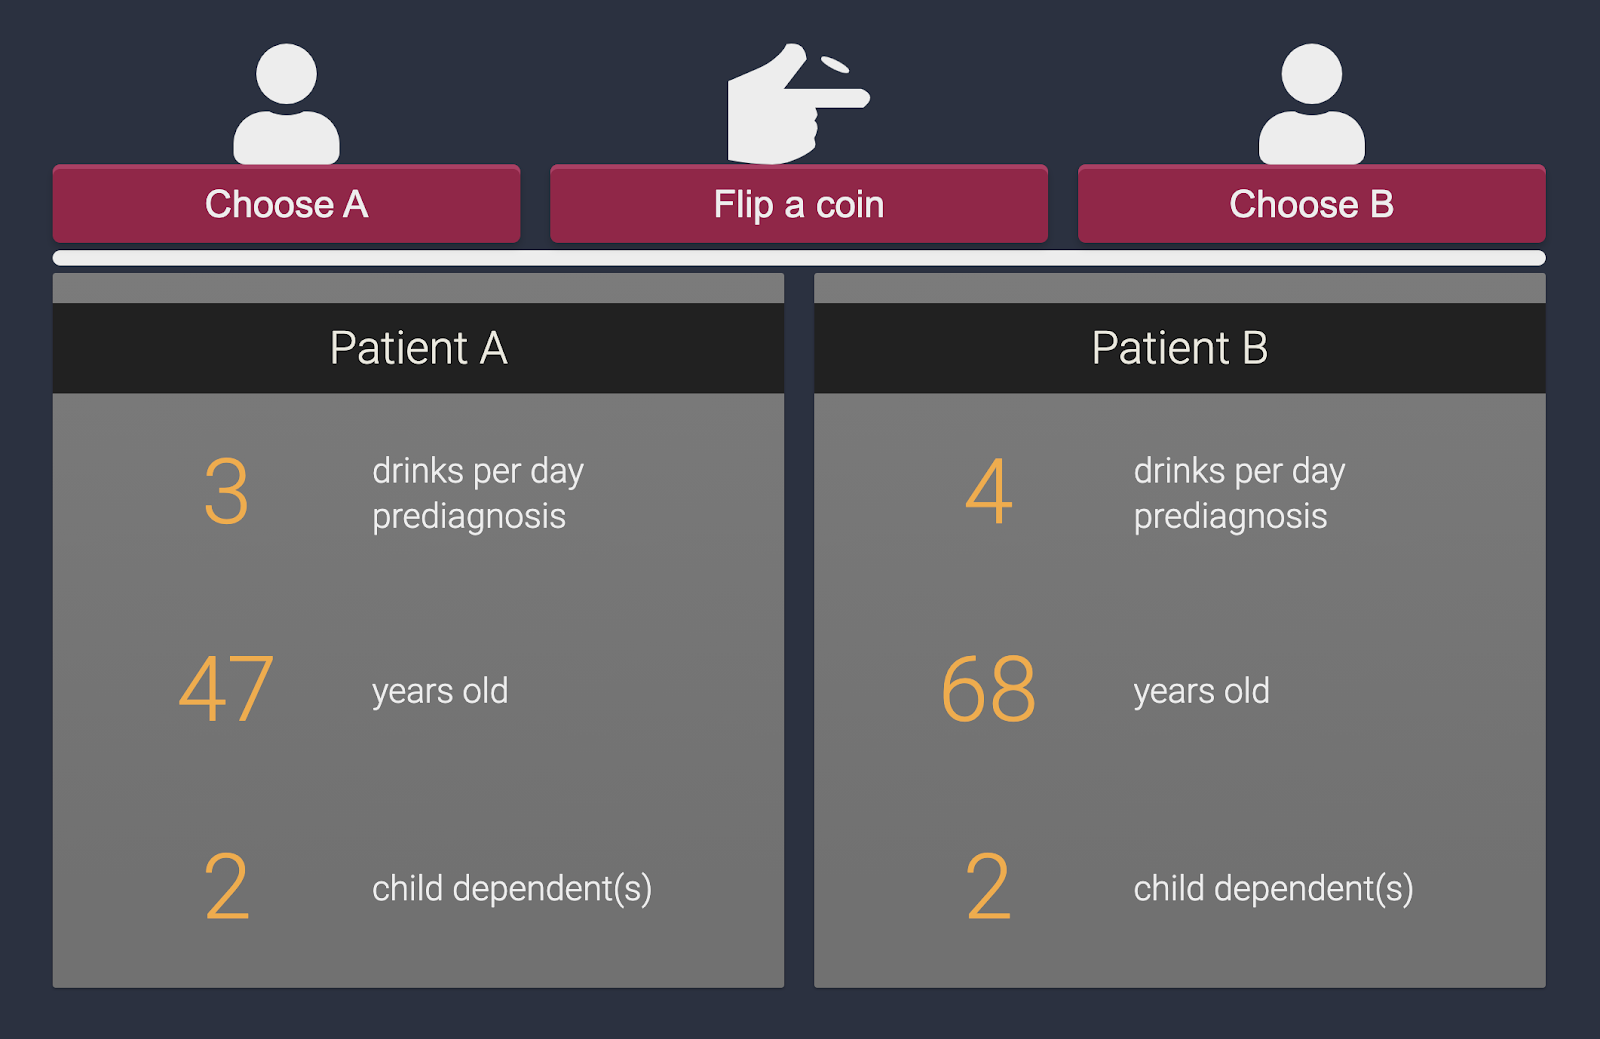 Choose A
Flip a coin
Choose B
Patient A
3
drinks per day
prediagnosis
47
years old
2
child dependent(s)
Patient B
4
drinks per day
prediagnosis
68
years old
2
child dependent(s)